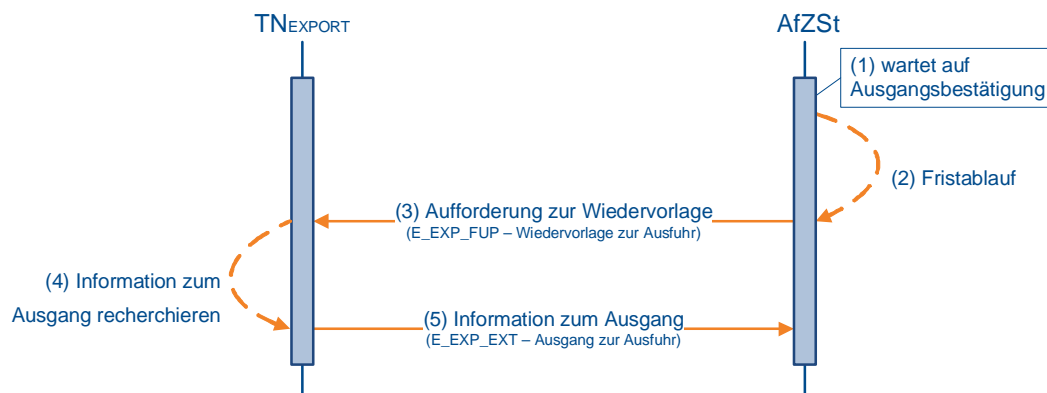 TNEXPORT
AfZSt
(1) wartet auf
Ausgangsbestätigung
(2) Fristablauf
(3) Aufforderung zur Wiedervorlage
(E_EXP_FUP – Wiedervorlage zur Ausfuhr)
(4) Information zum
Ausgang recherchieren
(5) Information zum Ausgang
(E_EXP_EXT – Ausgang zur Ausfuhr)